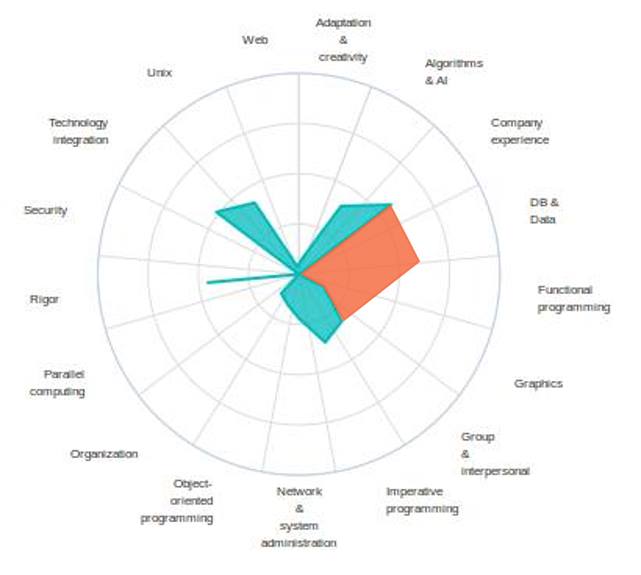 Adaptation
&
creativity
Algorithms
& AI
Company
experience
DB &
Data
Functional
programming
Graphics
Group
&
interpersonal
Imperative
programming
Network
&
system
administration
Object-
oriented
programming
Organization
Parallel
computing
Rigor
Security
Technology
integration
Unix
Web